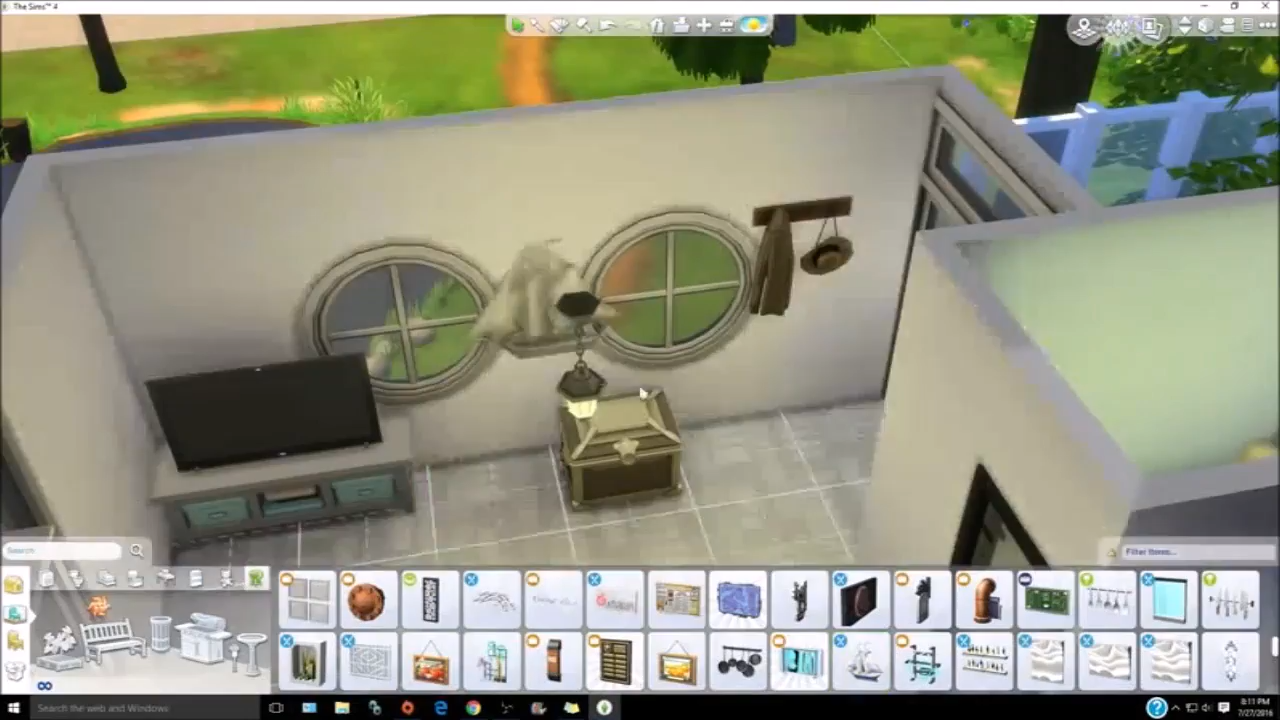 The Sims™ 4
Search
Filter Items...
Search the web and Windows
8:11 PM
7/27/2016